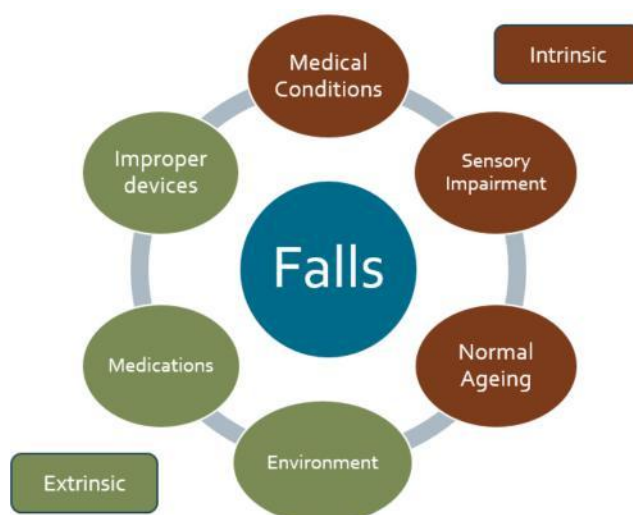 Medical
Conditions
Intrinsic
Improper
devices
Sensory
Impairment
Falls
Medications
Normal
Ageing
Environment
Extrinsic